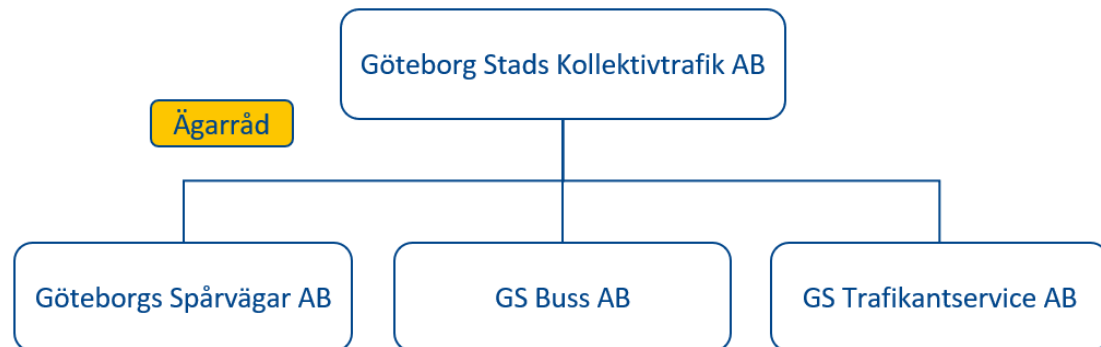 Göteborg Stads Kollektivtrafik AB
Ägarråd
Göteborgs Spårvägar AB
GS Buss AB
GS Trafikantservice AB